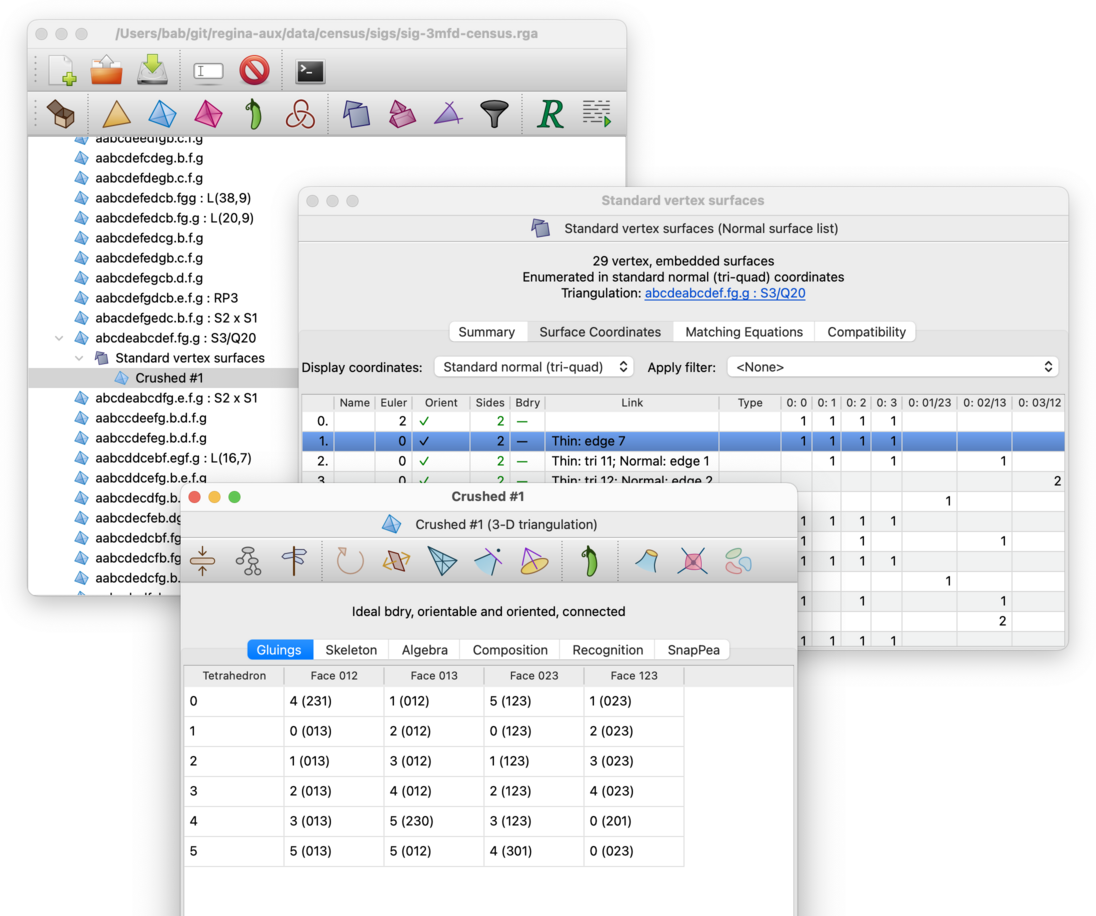 /Users/bab/git/regina-aux/data/census/sigs/sig-3mfd-census.rga
R
aabcdeedfgb.c.f.g
aabcdefcdeg.b.f.g
aabcdefdegb.c.f.g
aabcdefedcb.fgg : L(38,9)
aabcdefedcb.fg.g : L(20,9)
aabcdefedcg.b.f.g
aabcdefedgb.c.f.g
aabcdefegcb.d.f.g
aabcdefgdcb.e.f.g : RP3
abacdefgedc.b.f.g : S2 x S1
abcdeabcdef.fg.g : S3/Q20
Standard vertex surfaces
Crushed #1
abcdeabcdfg.e.f.g : S2 x S1
aabccdeefg.b.d.f.g
aabccdefeg.b.d.f.g
aabcddcebf.egf.g : L(16,7)
aabcddcefg.b.e.f.g
aabcdecdfg.b.
aabcdecfeb.dg
aabcdedcbf.fg
aabcdedcfb.fg
aabcdedcfg.b.
Standard vertex surfaces
Standard vertex surfaces (Normal surface list)
29 vertex, embedded surfaces
Enumerated in standard normal (tri-quad) coordinates
Triangulation: abcdeabcdef.fg.g : S3/Q20
Summary Surface Coordinates Matching Equations Compatibility
Display coordinates: Standard normal (tri-quad) Apply filter: <None>
Name Euler Orient Sides Bdry Link Type 0: 0 0: 1 0: 2 0: 3 0: 01/23 0: 02/13 0: 03/12
0. 2 ✓ 2 — 1 1 1 1
1. 0 ✓ 2 — Thin: edge 7 1 1 1 1
2. 0 ✓ 2 — Thin: tri 11; Normal: edge 1 1 1 1
3. 0 ✓ 2 — Thin: tri 12; Normal: edge 2 2
1
1 1 1 1
1 1 1
1 1 1 1
1
1 1 1
2
1 1 1 1
Crushed #1
Crushed #1 (3-D triangulation)
Ideal bdry, orientable and oriented, connected
Gluings Skeleton Algebra Composition Recognition SnapPea
Tetrahedron Face 012 Face 013 Face 023 Face 123
0 4 (231) 1 (012) 5 (123) 1 (023)
1 0 (013) 2 (012) 0 (123) 2 (023)
2 1 (013) 3 (012) 1 (123) 3 (023)
3 2 (013) 4 (012) 2 (123) 4 (023)
4 3 (013) 5 (230) 3 (123) 0 (201)
5 5 (013) 5 (012) 4 (301) 0 (023)